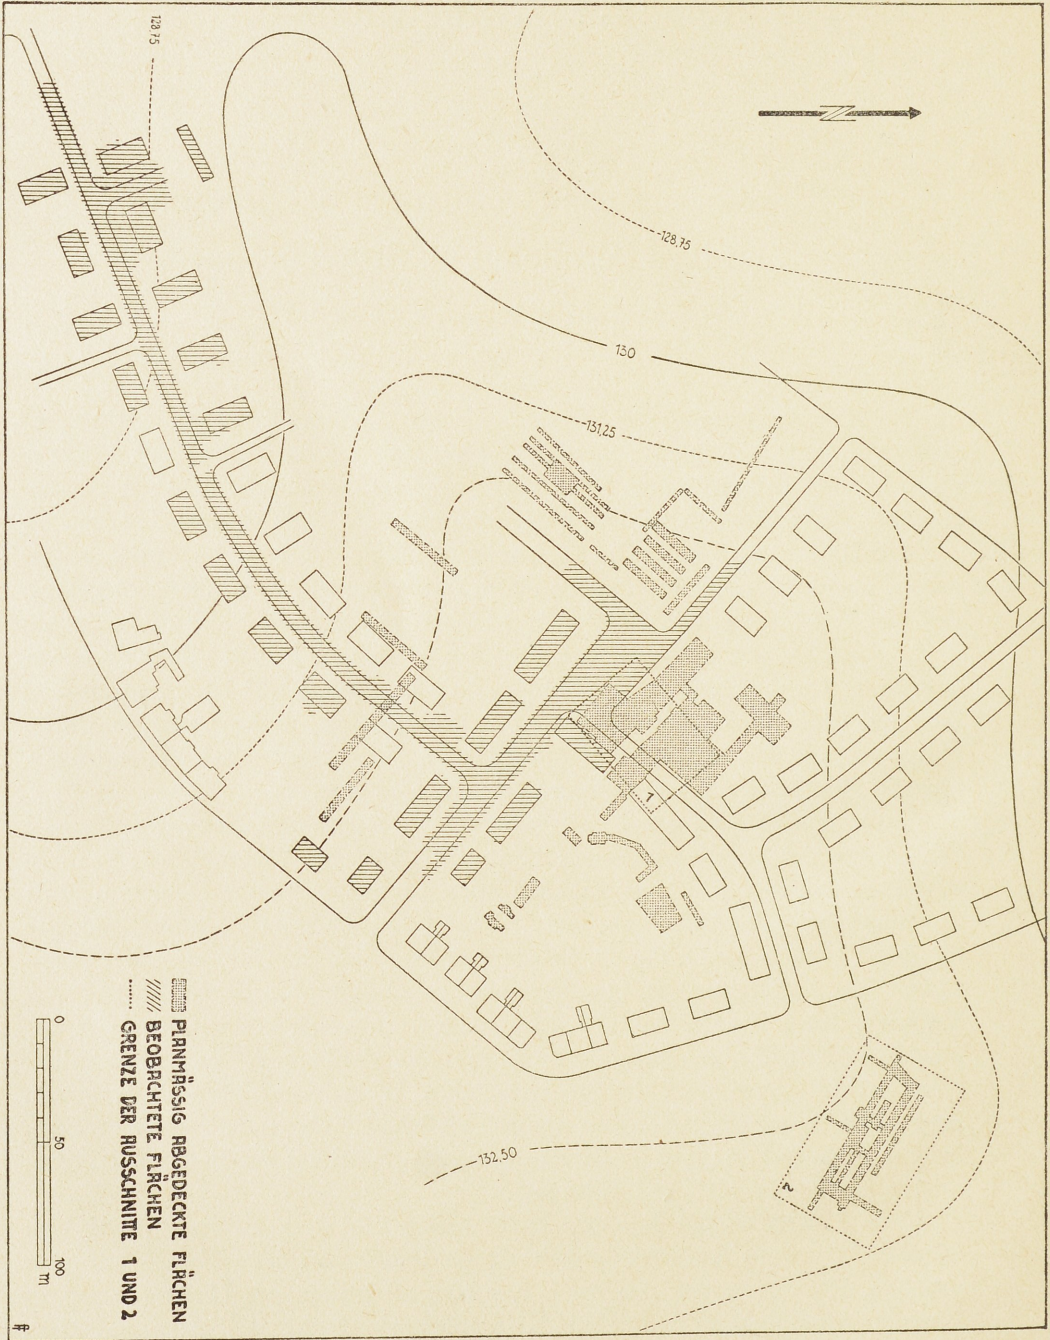 128,75
128,75
130
131,25
1
132,50
2
PLANMÄSSIG ABGEDECKTE FLÄCHEN
BEOBACHTETE FLÄCHEN
GRENZE DER AUSSCHNITTE 1 UND 2
0 50 100 m